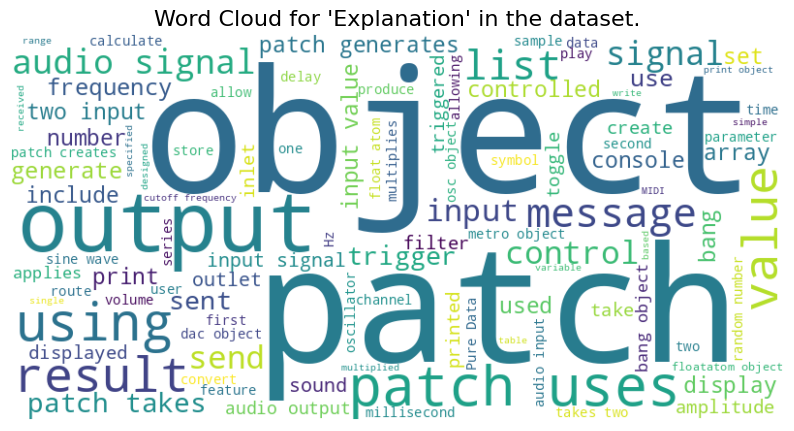 Word Cloud for 'Explanation' in the dataset.
range
calculate
patch generates
sample
data
audio signal
list
signal
set
play
print object
object
frequency
delay
produce
controlled
use
write
allow
triggered
allowing
received
two input
input value
float atom
multiplies
create
time
simple
number
specified
store
one
osc object
symbol
toggle
second
parameter
patch creates
designed
inlet
console
array
generate
include
cutoff frequency
MIDI
output
input
message
value
bang
series
Hz
filter
metro object
control
based
sine wave
input signal
trigger
variable
applies
print
outlet
patch
route
user
oscillator
channel
used
take
bang object
random number
single
volume
sent
using
first
printed
Pure Data
table
audio input
two
dac object
displayed
send
multiplied
floatatom object
result
convert
feature
sound
patch uses
display
patch takes
audio output
millisecond
takes two
amplitude